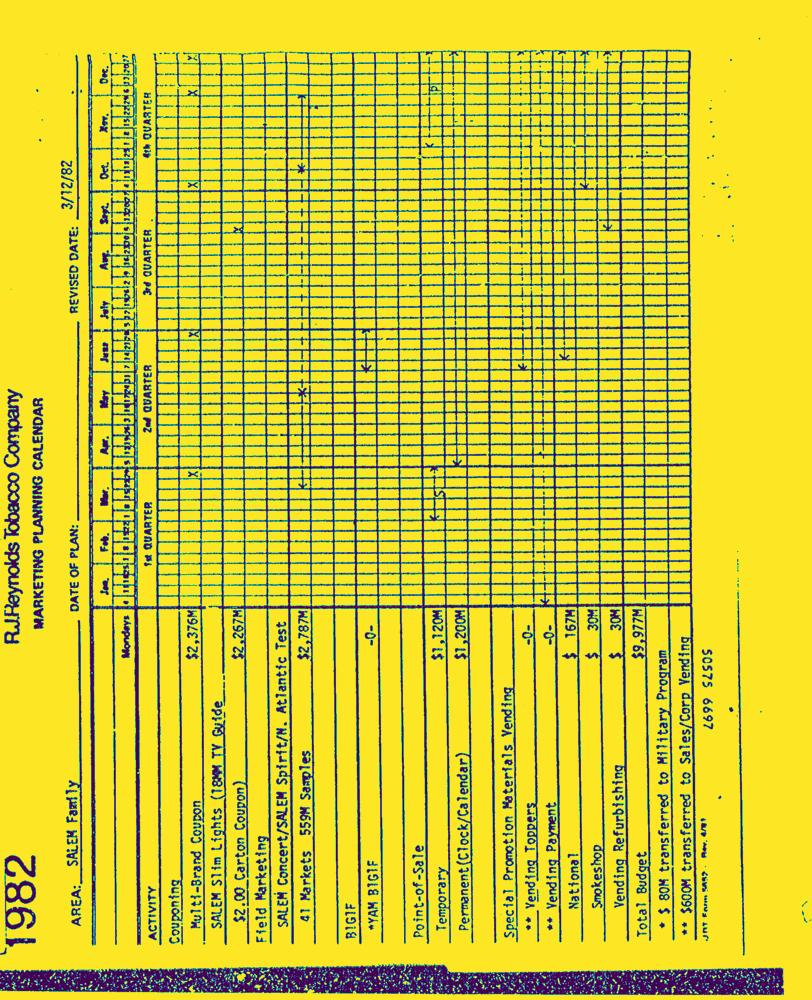 1982
R.J.Reynolds Tobacco Company
MARKETING PLANNING CALENDAR
AREA: SALEM Family DATE OF PLAN: REVISED DATE: 3/12/82
Jan. Feb. Mar. Apr. May June July Aug. Sept. Oct. Nov. Dec.
Mondays
ACTIVITY 1st QUARTER 2nd QUARTER 3rd QUARTER 4th QUARTER
Couponing
Multi-Brand Coupon $2,376M X X X X X
SALEM Slim Lights (18MM TV Guide
$2.00 Carton Coupon) $2,267M X
Field Marketing
SALEM Concert/SALEM Spirit/N. Atlantic Test
41 Markets 559M Samples $2,787M
B1G1F
*YAM B1G1F -0-
Point-of-Sale
Temporary $1,120M S P
Permanent(Clock/Calendar) $1,200M
Special Promotion Materials Vending
** Vending Toppers -0-
** Vending Payment -0-
National $ 167M
Smokeshop $ 30M
Vending Refurbishing $ 30M
Total Budget $9,977M
* $ 80M transferred to Military Program
** $600M transferred to Sales/Corp Vending
RJRT Form 5692 - Rev. 4/81